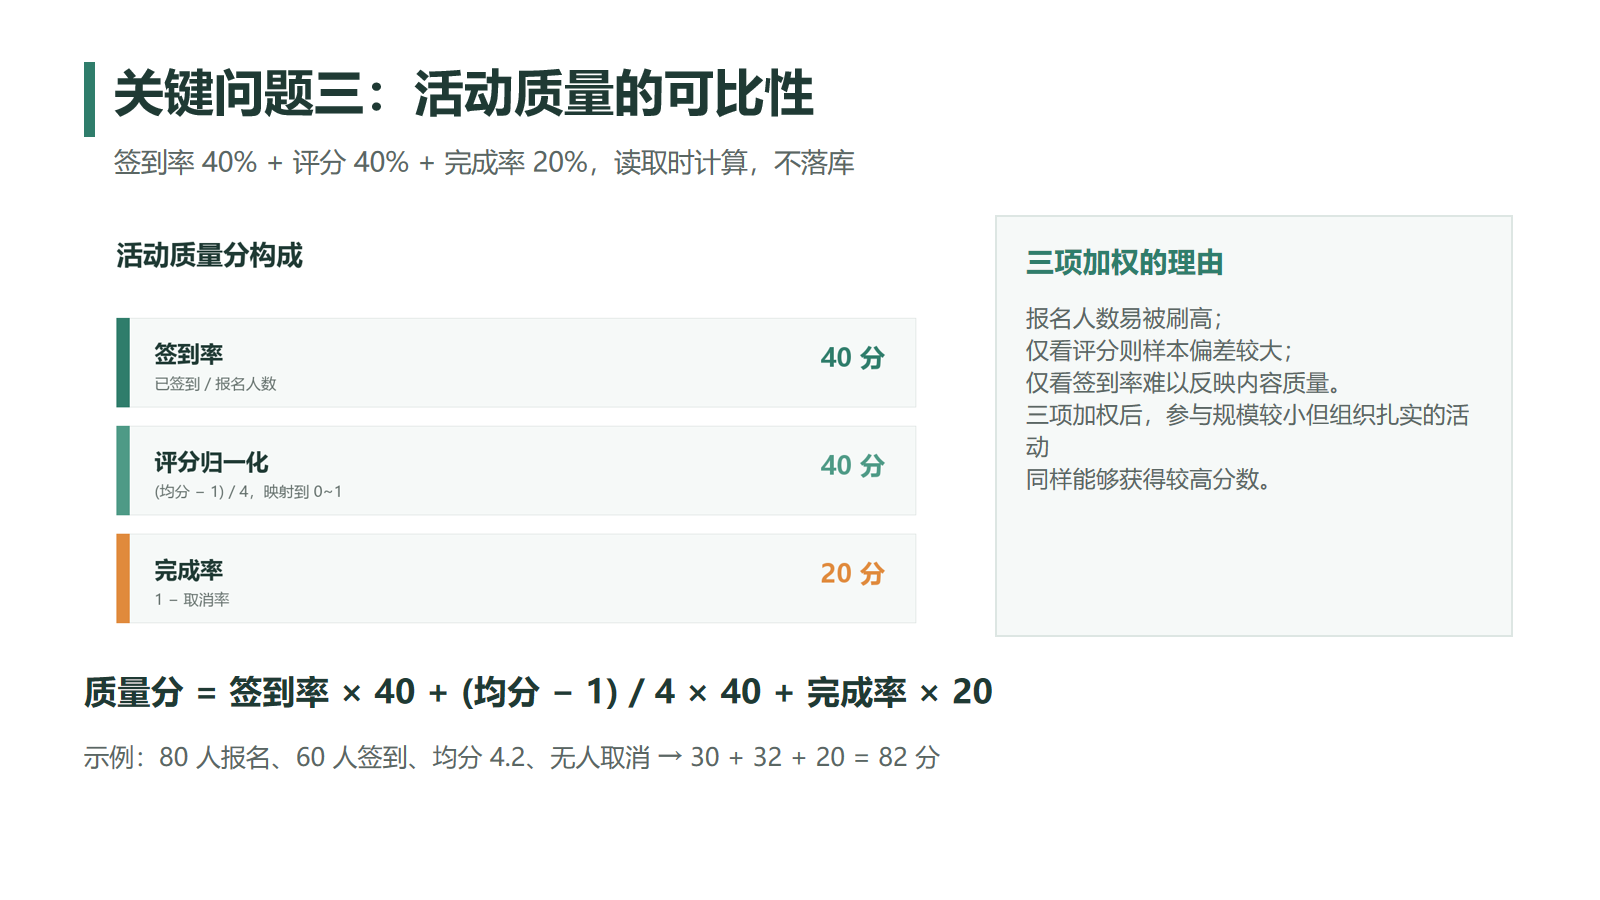 关键问题三：活动质量的可比性
签到率 40% + 评分 40% + 完成率 20%，读取时计算，不落库
活动质量分构成
签到率
已签到 / 报名人数
40 分
评分归一化
(均分 − 1) / 4，映射到 0~1
40 分
完成率
1 − 取消率
20 分
三项加权的理由
报名人数易被刷高；
仅看评分则样本偏差较大；
仅看签到率难以反映内容质量。
三项加权后，参与规模较小但组织扎实的活
动
同样能够获得较高分数。
质量分 = 签到率 × 40 + (均分 − 1) / 4 × 40 + 完成率 × 20
示例：80 人报名、60 人签到、均分 4.2、无人取消 → 30 + 32 + 20 = 82 分